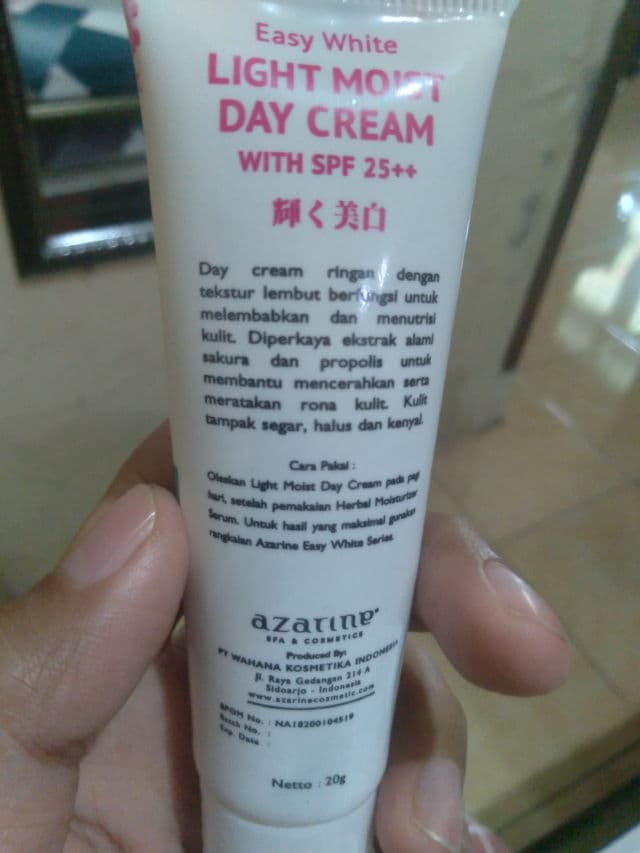 Easy White
LIGHT MOIST
DAY CREAM
WITH SPF 25++
輝く美白
Day cream ringan dengan
tekstur lembut berfungsi untuk
melembabkan dan menutrisi
kulit. Diperkaya ekstrak alami
sakura dan propolis untuk
membantu mencerahkan serta
meratakan rona kulit. Kulit
tampak segar, halus dan kenyal.
Cara Pakai :
Oleskan Light Moist Day Cream pada pagi
hari, setelah pemakaian Herbal Moisturizer
Serum. Untuk hasil yang maksimal gunakan
rangkaian Azarine Easy White Series.
azarine®
SPA & COSMETICS
Produced By:
PT WAHANA KOSMETIKA INDONESIA
Jl. Raya Gedangan 214 A
Sidoarjo - Indonesia
www.azarinecosmetic.com
BPOM No. : NA18200104519
Batch No. :
Exp. Date :
Netto : 20g